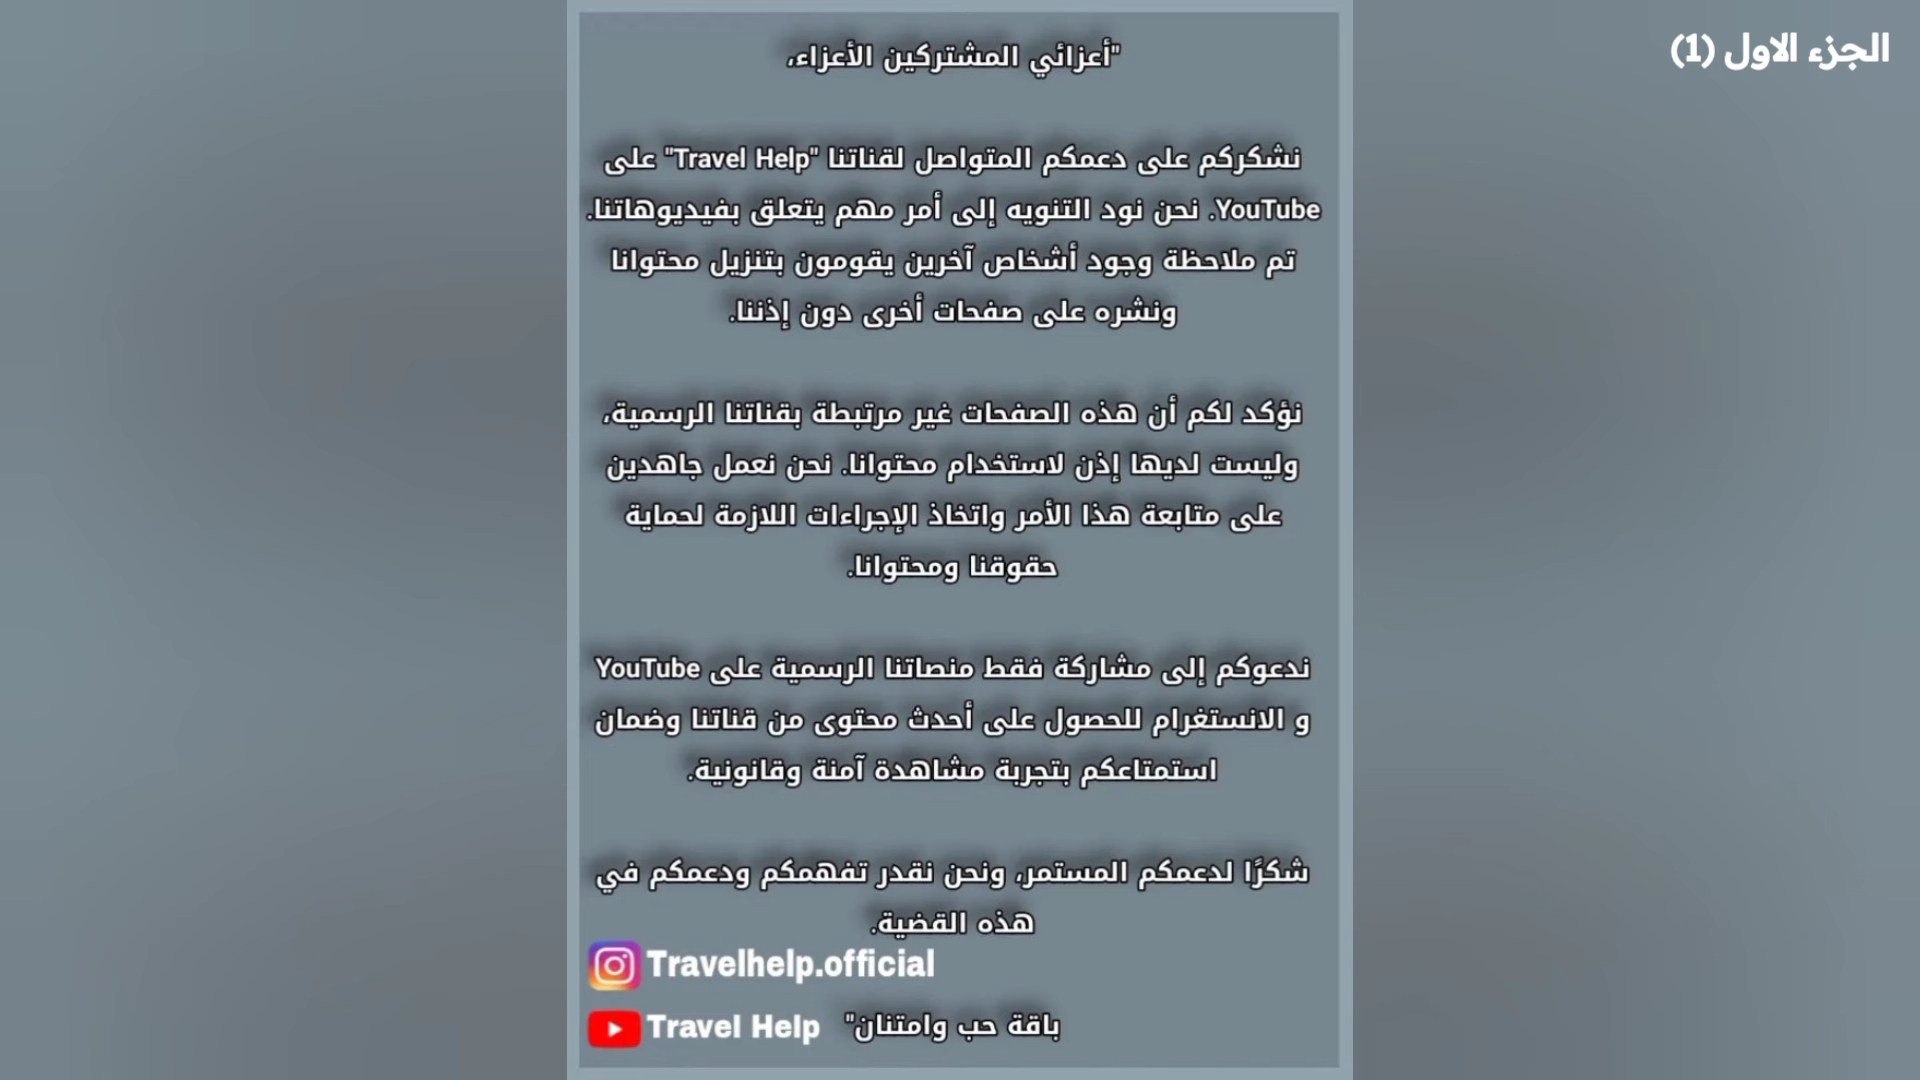 الجزء الاول (1)
"أعزائي المشتركين الأعزاء،
نشكركم على دعمكم المتواصل لقناتنا "Travel Help" على
YouTube. نحن نود التنويه إلى أمر مهم يتعلق بفيديوهاتنا.
تم ملاحظة وجود أشخاص آخرين يقومون بتنزيل محتوانا
ونشره على صفحات أخرى دون إذننا.
نؤكد لكم أن هذه الصفحات غير مرتبطة بقناتنا الرسمية،
وليست لديها إذن لاستخدام محتوانا. نحن نعمل جاهدين
على متابعة هذا الأمر واتخاذ الإجراءات اللازمة لحماية
حقوقنا ومحتوانا.
ندعوكم إلى مشاركة فقط منصاتنا الرسمية على YouTube
و الانستغرام للحصول على أحدث محتوى من قناتنا وضمان
استمتاعكم بتجربة مشاهدة آمنة وقانونية.
شكرًا لدعمكم المستمر، ونحن نقدر تفهمكم ودعمكم في
هذه القضية.
Travelhelp.official
باقة حب وامتنان"
Travel Help